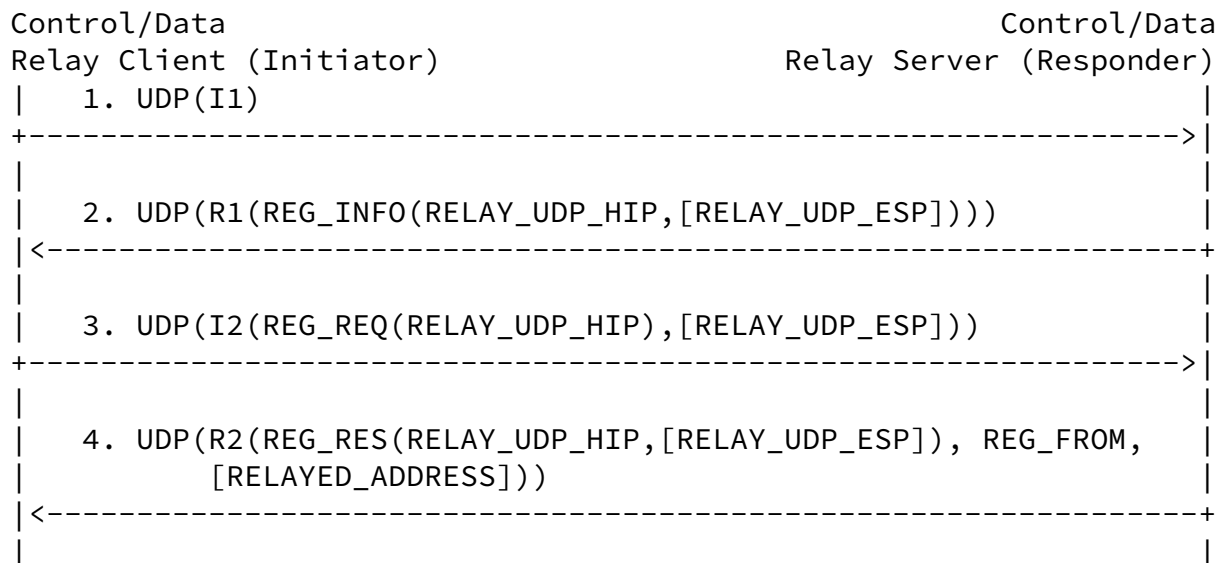 Control/Data                                           Control/Data
Relay Client (Initiator)                   Relay Server (Responder)
|   1. UDP(I1)                                                     |
+---------------------------------------------------------------->|
|                                                                  |
|   2. UDP(R1(REG_INFO(RELAY_UDP_HIP,[RELAY_UDP_ESP])))            |
|<----------------------------------------------------------------+
|                                                                  |
|   3. UDP(I2(REG_REQ(RELAY_UDP_HIP),[RELAY_UDP_ESP]))             |
+---------------------------------------------------------------->|
|                                                                  |
|   4. UDP(R2(REG_RES(RELAY_UDP_HIP,[RELAY_UDP_ESP]), REG_FROM,    |
|          [RELAYED_ADDRESS]))                                     |
|<----------------------------------------------------------------+
|                                                                  |